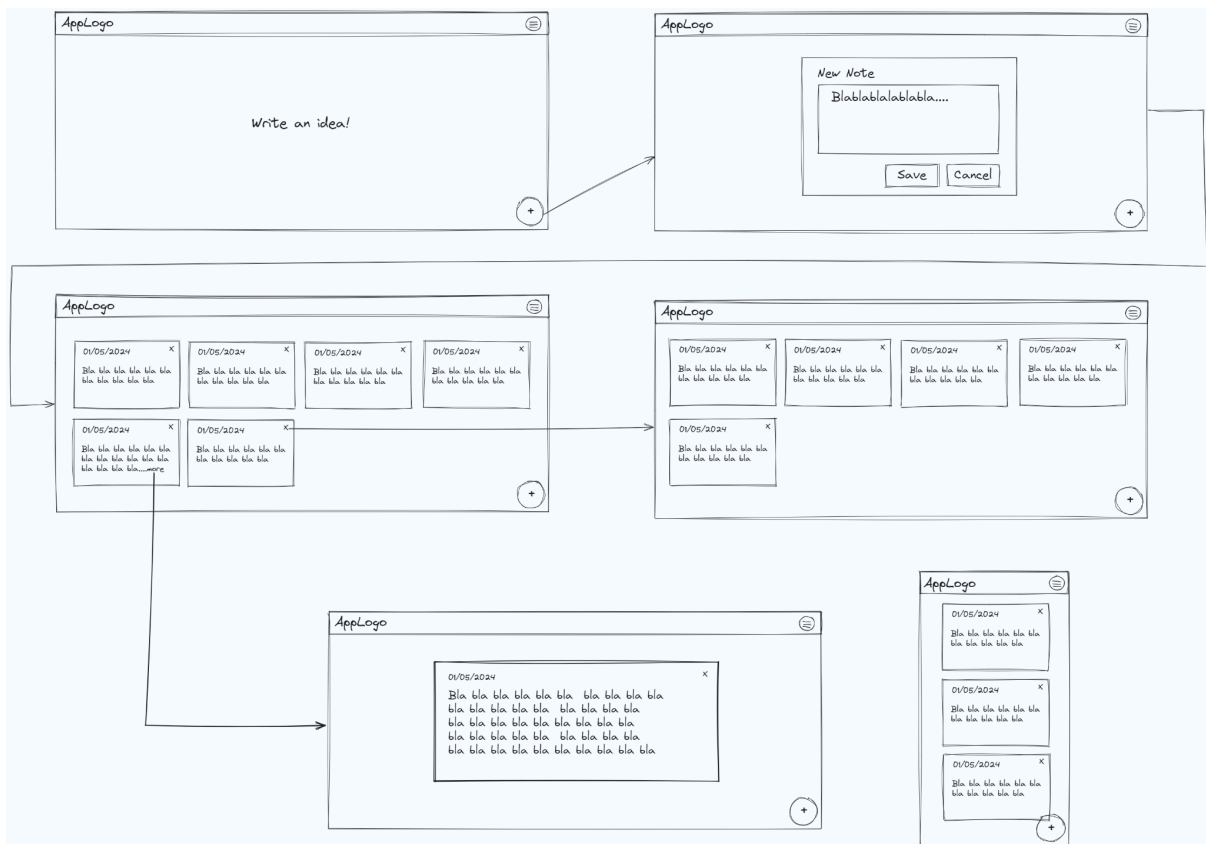 AppLogo
Write an idea!
+
AppLogo
New Note
Blablablalablabla....
Save
Cancel
+
AppLogo
01/05/2024 x
Bla bla bla bla bla bla
bla bla bla bla bla
01/05/2024 x
Bla bla bla bla bla bla
bla bla bla bla bla
01/05/2024 x
Bla bla bla bla bla bla
bla bla bla bla bla
01/05/2024 x
Bla bla bla bla bla bla
bla bla bla bla bla
01/05/2024 x
Bla bla bla bla bla bla
bla bla bla bla bla bla
bla bla bla bla....more
01/05/2024 x
Bla bla bla bla bla bla
bla bla bla bla bla
+
AppLogo
01/05/2024 x
Bla bla bla bla bla bla
bla bla bla bla bla
01/05/2024 x
Bla bla bla bla bla bla
bla bla bla bla bla
01/05/2024 x
Bla bla bla bla bla bla
bla bla bla bla bla
01/05/2024 x
Bla bla bla bla bla bla
bla bla bla bla bla
01/05/2024 x
Bla bla bla bla bla bla
bla bla bla bla bla
+
AppLogo
01/05/2024 x
Bla bla bla bla bla bla bla bla bla bla
bla bla bla bla bla bla bla bla bla
bla bla bla bla bla bla bla bla bla
bla bla bla bla bla bla bla bla bla
bla bla bla bla bla bla bla bla bla bla
+
AppLogo
01/05/2024 x
Bla bla bla bla bla bla
bla bla bla bla bla
01/05/2024 x
Bla bla bla bla bla bla
bla bla bla bla bla
01/05/2024 x
Bla bla bla bla bla bla
bla bla bla bla bla
+